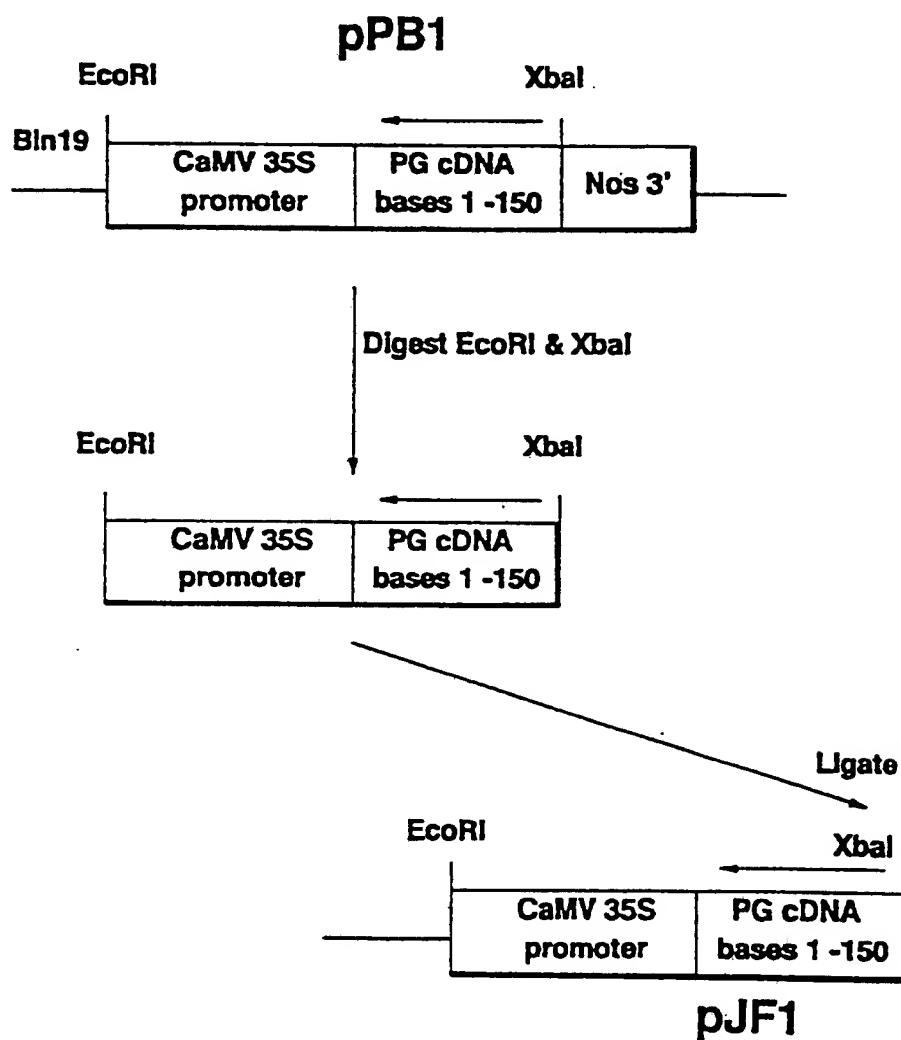 pPB1
EcoRI XbaI
Bin19
CaMV 35S promoter PG cDNA bases 1 -150 Nos 3'
Digest EcoRI & XbaI
EcoRI XbaI
CaMV 35S promoter PG cDNA bases 1 -150
Ligate
EcoRI XbaI
CaMV 35S promoter PG cDNA bases 1 -150
pJF1